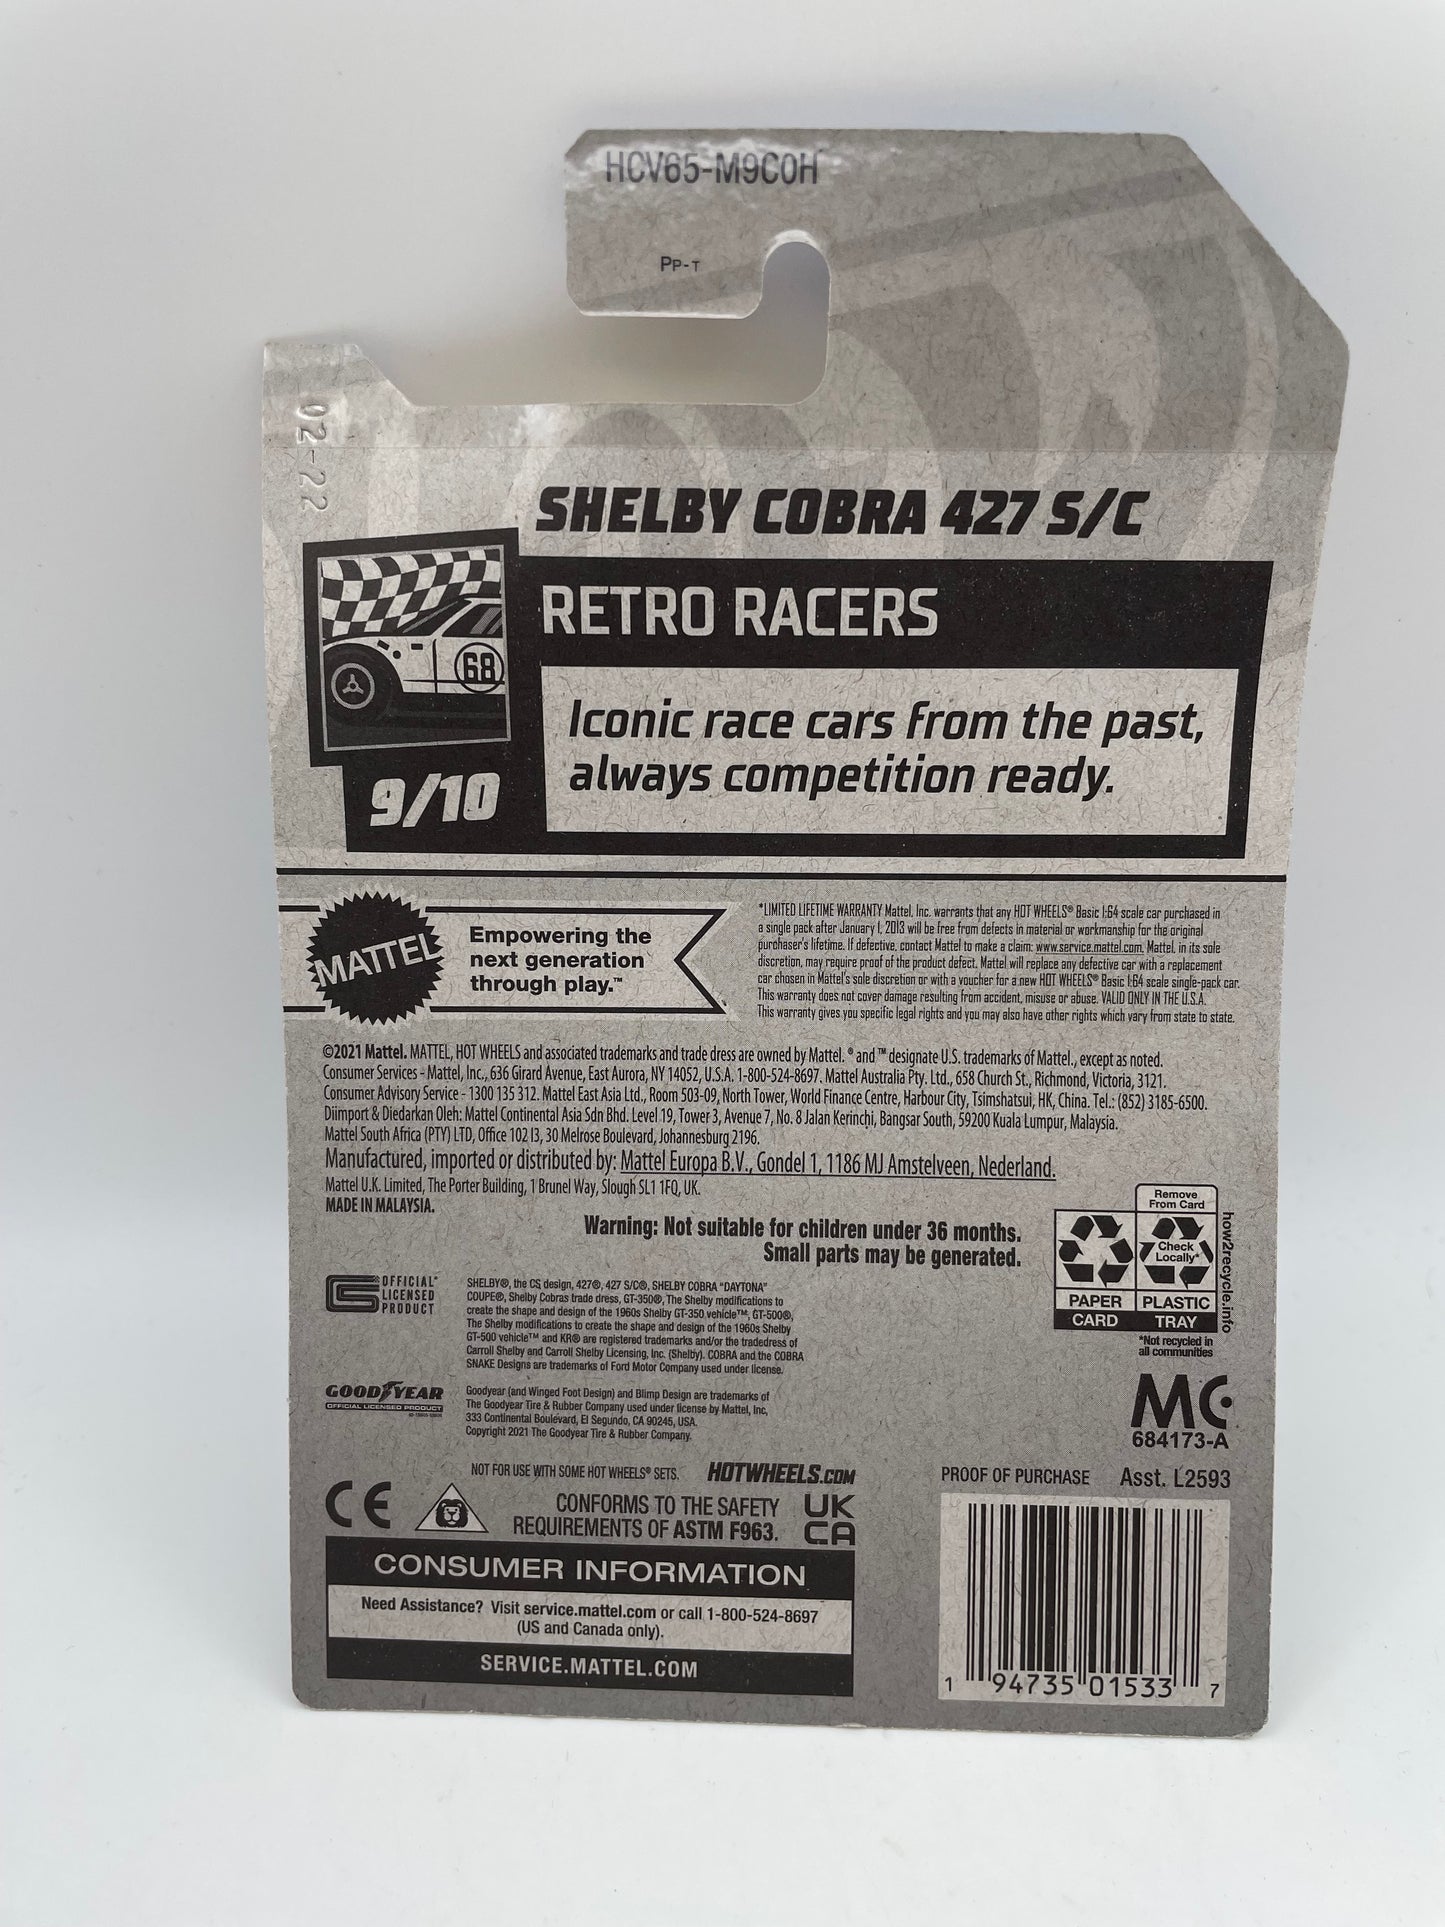 HCV65-M9C0H
PP-T
02-22
SHELBY COBRA 427 S/C
RETRO RACERS
68
Iconic race cars from the past,
always competition ready.
9/10
MATTEL
Empowering the
next generation
through play.™
*LIMITED LIFETIME WARRANTY Mattel, Inc. warrants that any HOT WHEELS® Basic 1:64 scale car purchased in
a single pack after January 1, 2013 will be free from defects in material or workmanship for the original
purchaser's lifetime. If defective, contact Mattel to make a claim: www.service.mattel.com. Mattel, in its sole
discretion, may require proof of the product defect. Mattel will replace any defective car with a replacement
car chosen in Mattel's sole discretion or with a voucher for a new HOT WHEELS® Basic 1:64 scale single-pack car.
This warranty does not cover damage resulting from accident, misuse or abuse. VALID ONLY IN THE U.S.A.
This warranty gives you specific legal rights and you may also have other rights which vary from state to state.
©2021 Mattel. MATTEL, HOT WHEELS and associated trademarks and trade dress are owned by Mattel. ® and ™ designate U.S. trademarks of Mattel., except as noted.
Consumer Services - Mattel, Inc., 636 Girard Avenue, East Aurora, NY 14052, U.S.A. 1-800-524-8697. Mattel Australia Pty. Ltd., 658 Church St., Richmond, Victoria, 3121.
Consumer Advisory Service - 1300 135 312. Mattel East Asia Ltd., Room 503-09, North Tower, World Finance Centre, Harbour City, Tsimshatsui, HK, China. Tel.: (852) 3185-6500.
Diimport & Diedarkan Oleh: Mattel Continental Asia Sdn Bhd. Level 19, Tower 3, Avenue 7, No. 8 Jalan Kerinchi, Bangsar South, 59200 Kuala Lumpur, Malaysia.
Mattel South Africa (PTY) LTD, Office 102 I3, 30 Melrose Boulevard, Johannesburg 2196.
Manufactured, imported or distributed by: Mattel Europa B.V., Gondel 1, 1186 MJ Amstelveen, Nederland.
Mattel U.K. Limited, The Porter Building, 1 Brunel Way, Slough SL1 1FQ, UK.
MADE IN MALAYSIA.
Warning: Not suitable for children under 36 months.
Small parts may be generated.
Remove
From Card
Check
Locally*
PAPER
CARD
PLASTIC
TRAY
how2recycle.info
*Not recycled in
all communities
OFFICIAL
LICENSED
PRODUCT
SHELBY®, the CS design, 427®, 427 S/C®, SHELBY COBRA "DAYTONA"
COUPE®, Shelby Cobras trade dress, GT-350®, The Shelby modifications to
create the shape and design of the 1960s Shelby GT-350 vehicle™, GT-500®,
The Shelby modifications to create the shape and design of the 1960s Shelby
GT-500 vehicle™ and KR® are registered trademarks and/or the tradedress of
Carroll Shelby and Carroll Shelby Licensing, Inc. (Shelby). COBRA and the COBRA
SNAKE Designs are trademarks of Ford Motor Company used under license.
GOODYEAR
OFFICIAL LICENSED PRODUCT
Goodyear (and Winged Foot Design) and Blimp Design are trademarks of
The Goodyear Tire & Rubber Company used under license by Mattel, Inc,
333 Continental Boulevard, El Segundo, CA 90245, USA.
Copyright 2021 The Goodyear Tire & Rubber Company.
MC
684173-A
NOT FOR USE WITH SOME HOT WHEELS® SETS.
HOTWHEELS.COM
PROOF OF PURCHASE Asst. L2593
CE
CONFORMS TO THE SAFETY
REQUIREMENTS OF ASTM F963.
UK
CA
CONSUMER INFORMATION
Need Assistance? Visit service.mattel.com or call 1-800-524-8697
(US and Canada only).
SERVICE.MATTEL.COM
1 94735 01533 7